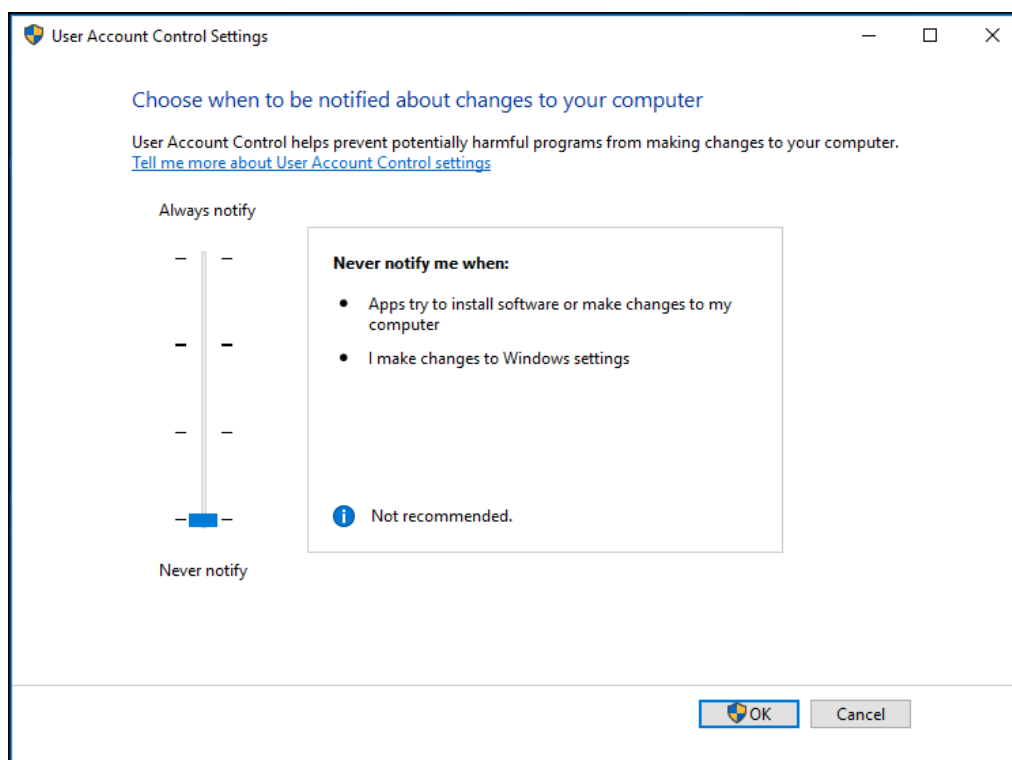 User Account Control Settings
Choose when to be notified about changes to your computer
User Account Control helps prevent potentially harmful programs from making changes to your computer.
Tell me more about User Account Control settings
Always notify
Never notify me when:
Apps try to install software or make changes to my
computer
I make changes to Windows settings
Not recommended.
Never notify
OK
Cancel